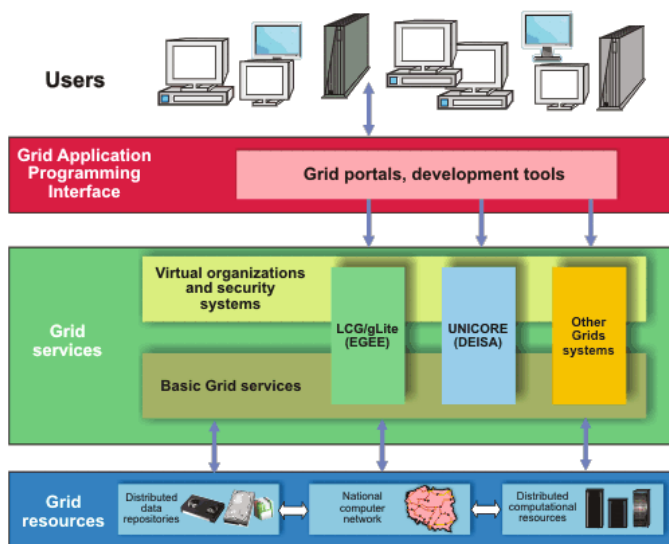 Users
Grid Application
Programming
Interface
Grid portals, development tools
Grid
services
Virtual organizations
and security
systems
LCG/gLite
(EGEE)
UNICORE
(DEISA)
Other
Grids
systems
Basic Grid services
Grid
resources
Distributed
data
repositories
National
computer
network
Distributed
computational
resources